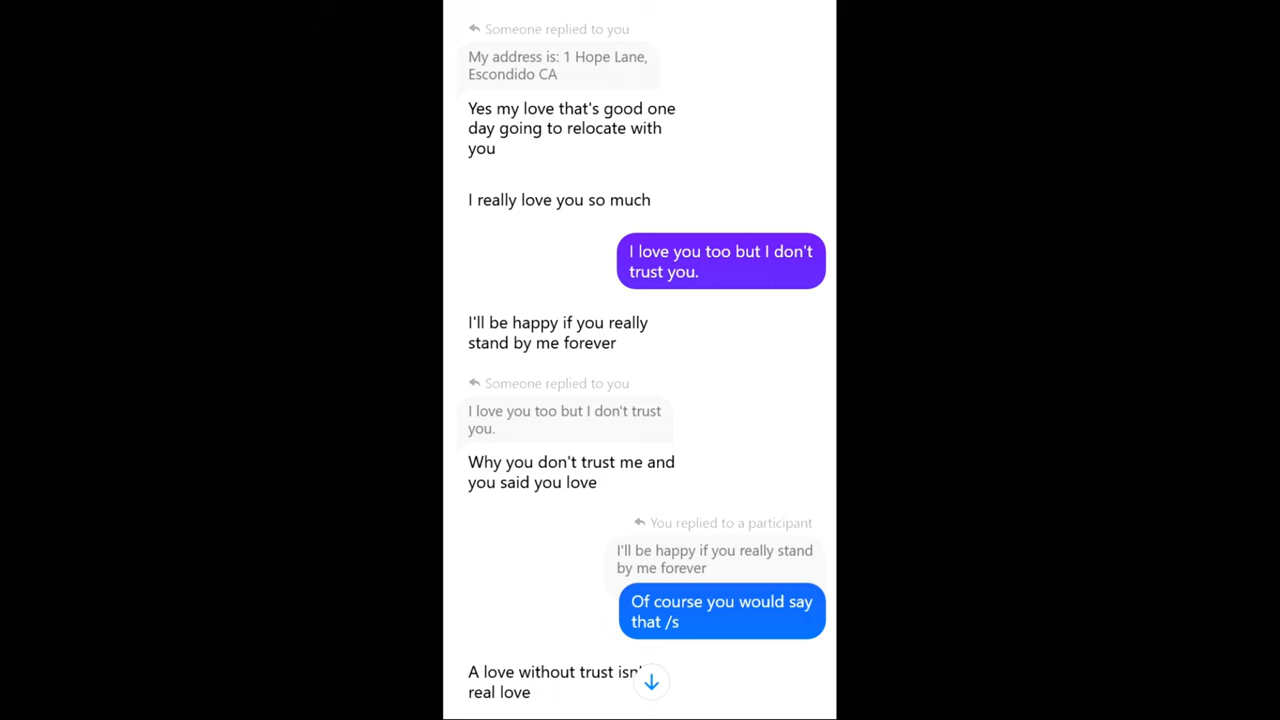 Someone replied to you
My address is: 1 Hope Lane,
Escondido CA
Yes my love that's good one
day going to relocate with
you
I really love you so much
I love you too but I don't
trust you.
I'll be happy if you really
stand by me forever
Someone replied to you
I love you too but I don't trust
you.
Why you don't trust me and
you said you love
You replied to a participant
I'll be happy if you really stand
by me forever
Of course you would say
that /s
A love without trust isn'
real love